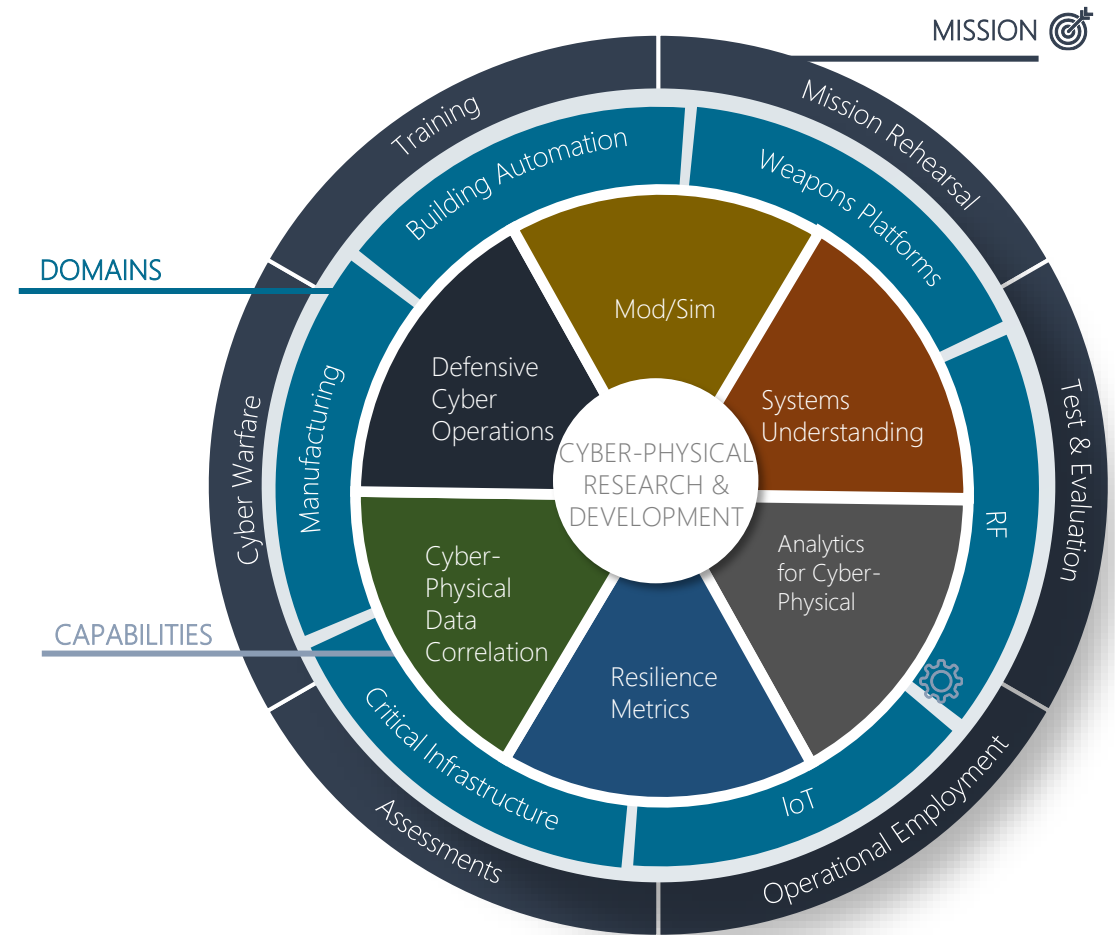 MISSION
Training
Mission Rehearsal
Building Automation
Weapons Platforms
DOMAINS
Mod/Sim
Defensive
Cyber
Operations
Systems
Understanding
Manufacturing
Cyber Warfare
Test & Evaluation
CYBER-PHYSICAL
RESEARCH &
DEVELOPMENT
RF
Cyber-
Physical
Data
Correlation
Analytics
for Cyber-
Physical
CAPABILITIES
Resilience
Metrics
Critical Infrastructure
IoT
Assessments
Operational Employment